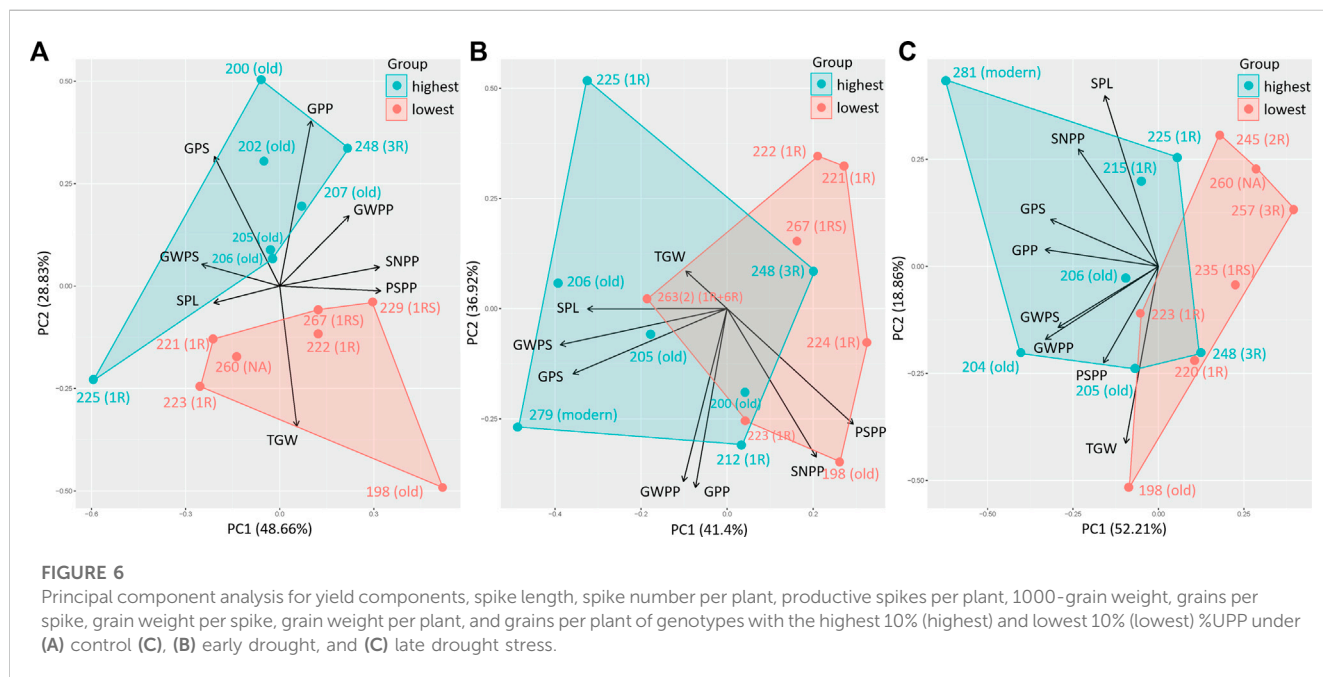 A
Group
highest
lowest
200 (old)
GPP
GPS
202 (old)
248 (3R)
207 (old)
GWPP
205 (old)
206 (old)
GWPS
SNPP
PSPP
SPL
229 (1RS)
267 (1RS)
221 (1R)
222 (1R)
260 (NA)
225 (1R)
223 (1R)
TGW
198 (old)
0.50
0.25
0.00
−0.25
−0.50
PC2 (28.83%)
−0.6
−0.3
0.0
0.3
PC1 (48.66%)
B
Group
highest
lowest
225 (1R)
222 (1R)
221 (1R)
267 (1RS)
TGW
248 (3R)
206 (old)
263(2) (1R+6R)
SPL
205 (old)
224 (1R)
GWPS
GPS
200 (old)
279 (modern)
223 (1R)
PSPP
212 (1R)
SNPP
198 (old)
GWPP
GPP
0.50
0.25
0.00
−0.25
PC2 (36.92%)
−0.4
−0.2
0.0
0.2
PC1 (41.4%)
C
Group
highest
lowest
281 (modern)
SPL
SNPP
225 (1R)
245 (2R)
215 (1R)
260 (NA)
257 (3R)
GPS
GPP
206 (old)
235 (1RS)
GWPS
223 (1R)
GWPP
204 (old)
PSPP
248 (3R)
205 (old)
220 (1R)
TGW
198 (old)
0.25
0.00
−0.25
−0.50
PC2 (18.86%)
−0.50
−0.25
0.00
0.25
PC1 (52.21%)
FIGURE 6
Principal component analysis for yield components, spike length, spike number per plant, productive spikes per plant, 1000-grain weight, grains per
spike, grain weight per spike, grain weight per plant, and grains per plant of genotypes with the highest 10% (highest) and lowest 10% (lowest) %UPP under
(A) control (C), (B) early drought, and (C) late drought stress.